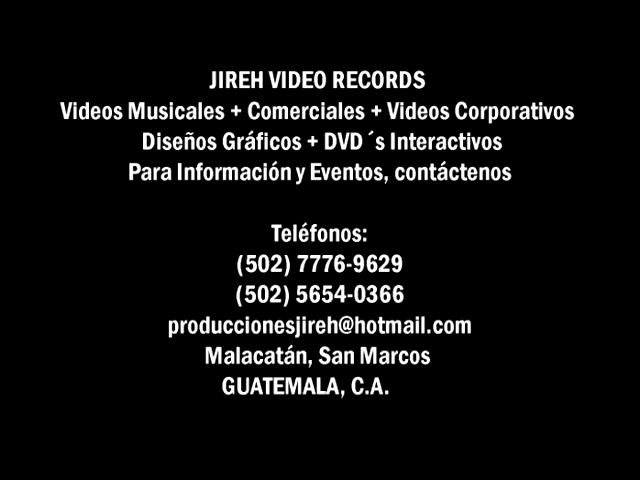 JIREH VIDEO RECORDS
Videos Musicales + Comerciales + Videos Corporativos
Diseños Gráficos + DVD ´s Interactivos
Para Información y Eventos, contáctenos
Teléfonos:
(502) 7776-9629
(502) 5654-0366
produccionesjireh@hotmail.com
Malacatán, San Marcos
GUATEMALA, C.A.